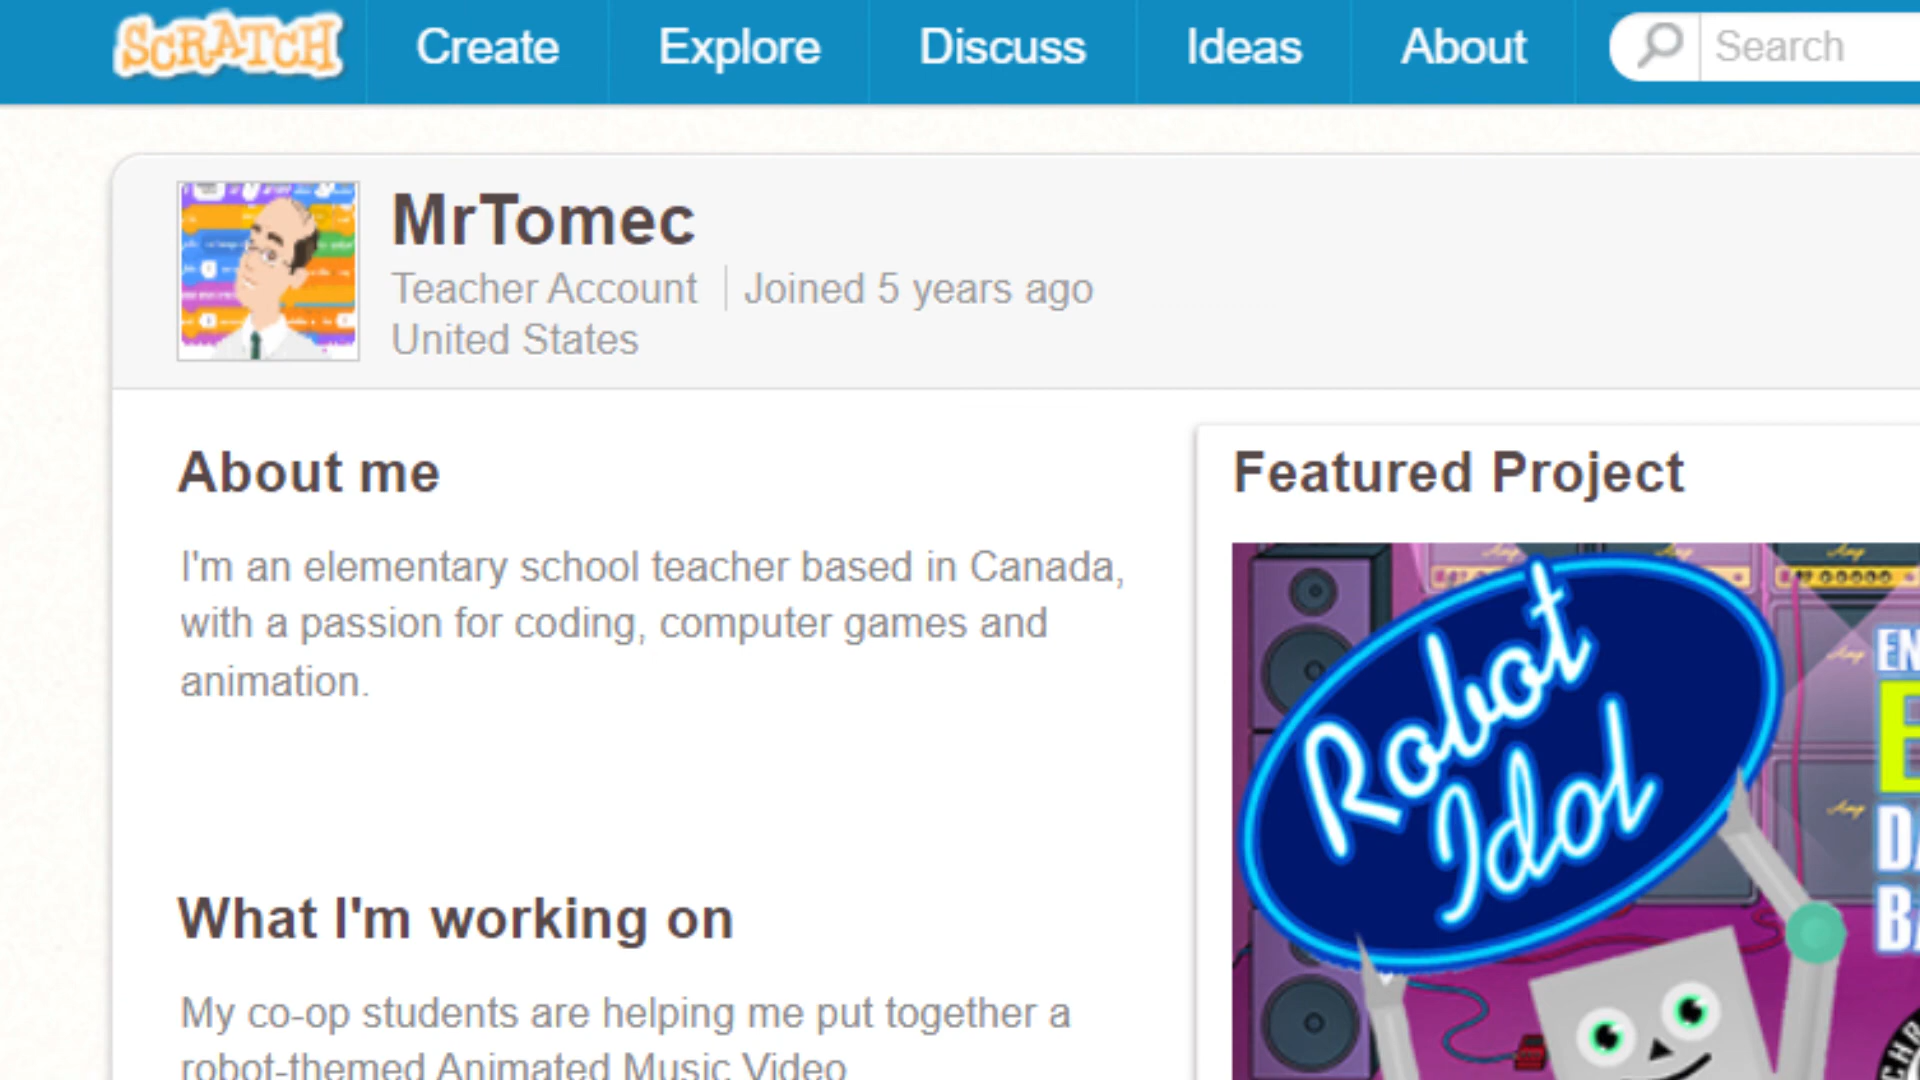 SCRATCH Create Explore Discuss Ideas About Search
MrTomec
Teacher Account | Joined 5 years ago
United States
About me
I'm an elementary school teacher based in Canada,
with a passion for coding, computer games and
animation.
What I'm working on
My co-op students are helping me put together a
robot-themed Animated Music Video
Featured Project
Robot
Idol